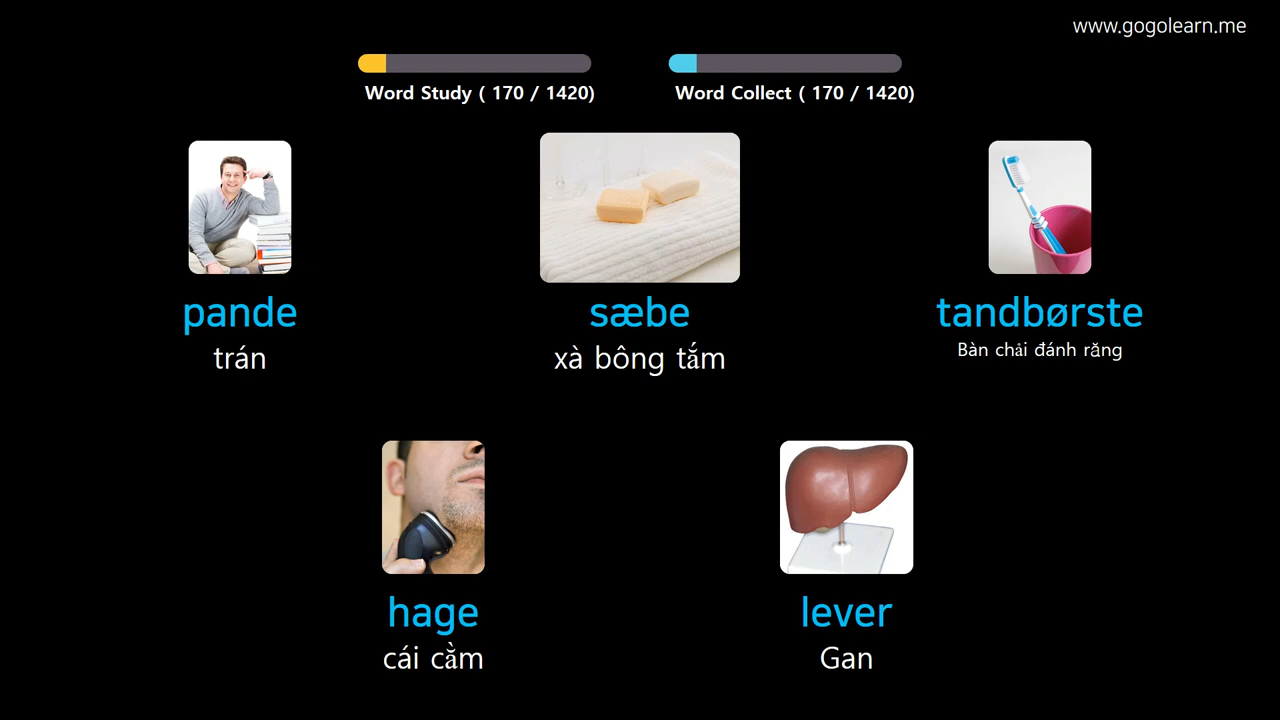 www.gogolearn.me
Word Study ( 170 / 1420)
Word Collect ( 170 / 1420)
pande
trán
sæbe
xà bông tắm
tandbørste
Bàn chải đánh răng
hage
cái cằm
lever
Gan